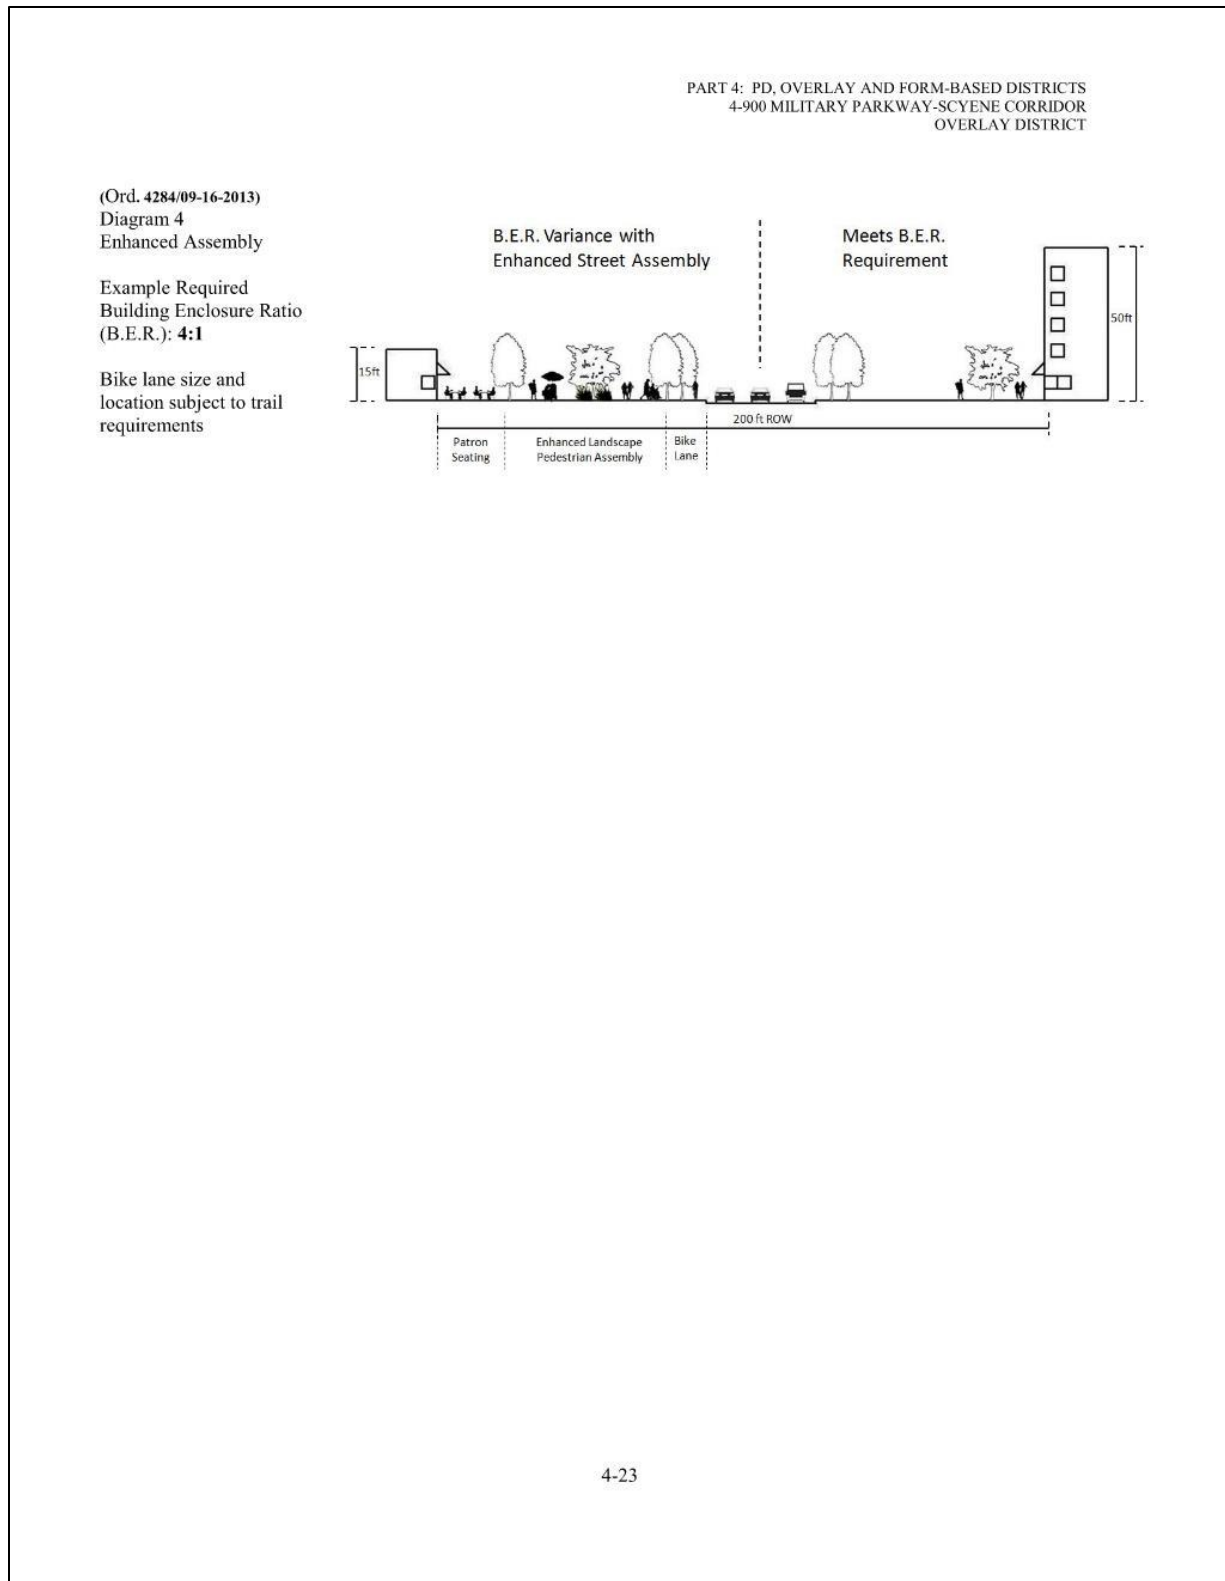 PART 4:  PD, OVERLAY AND FORM-BASED DISTRICTS
4-900 MILITARY PARKWAY-SCYENE CORRIDOR
OVERLAY DISTRICT
(Ord. 4284/09-16-2013)
Diagram 4
Enhanced Assembly
Example Required
Building Enclosure Ratio
(B.E.R.): 4:1
Bike lane size and
location subject to trail
requirements
B.E.R. Variance with
Enhanced Street Assembly
Meets B.E.R.
Requirement
15ft
50ft
200 ft ROW
Patron
Seating
Enhanced Landscape
Pedestrian Assembly
Bike
Lane
4-23